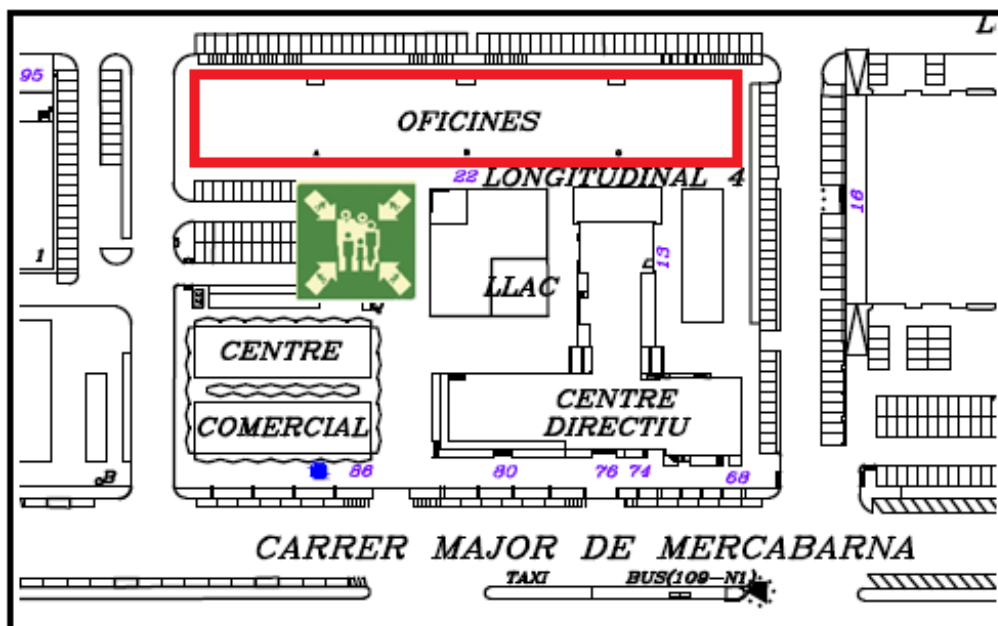 L
95
OFICINES
22 LONGITUDINAL 4
16
13
1
LLAC
CENTRE
COMERCIAL
CENTRE
DIRECTIU
B
86
80
76
74
68
CARRER MAJOR DE MERCABARNA
TAXI
BUS(109-N1)